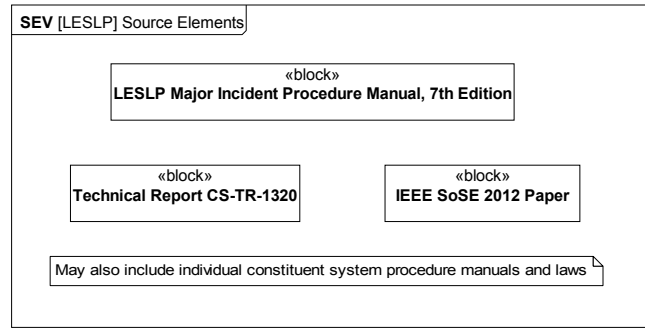 SEV [LESLP] Source Elements
«block»
LESLP Major Incident Procedure Manual, 7th Edition
«block»
Technical Report CS-TR-1320
«block»
IEEE SoSE 2012 Paper
May also include individual constituent system procedure manuals and laws